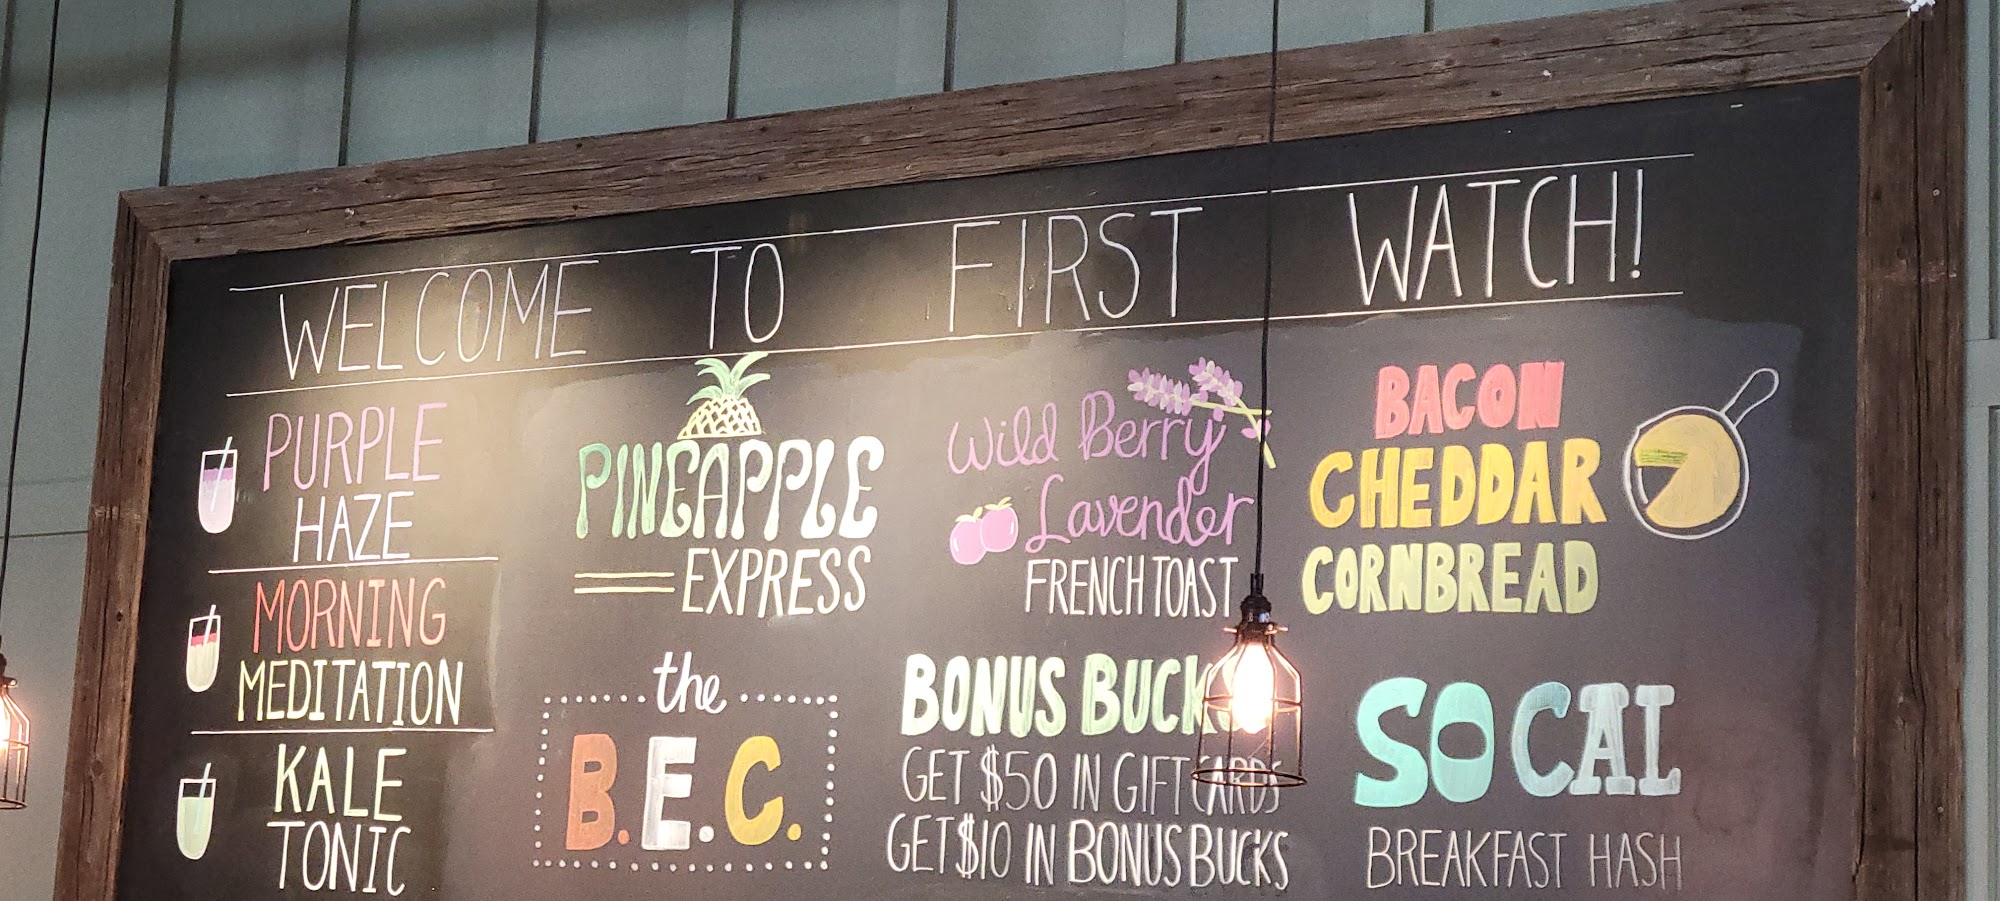 WELCOME TO FIRST WATCH!
PURPLE
HAZE
MORNING
MEDITATION
KALE
TONIC
PINEAPPLE
EXPRESS
the
B.E.C.
Wild Berry
Lavender
FRENCH TOAST
BONUS BUCKS
GET $50 IN GIFT CARDS
GET $10 IN BONUS BUCKS
BACON
CHEDDAR
CORNBREAD
SO CAL
BREAKFAST HASH